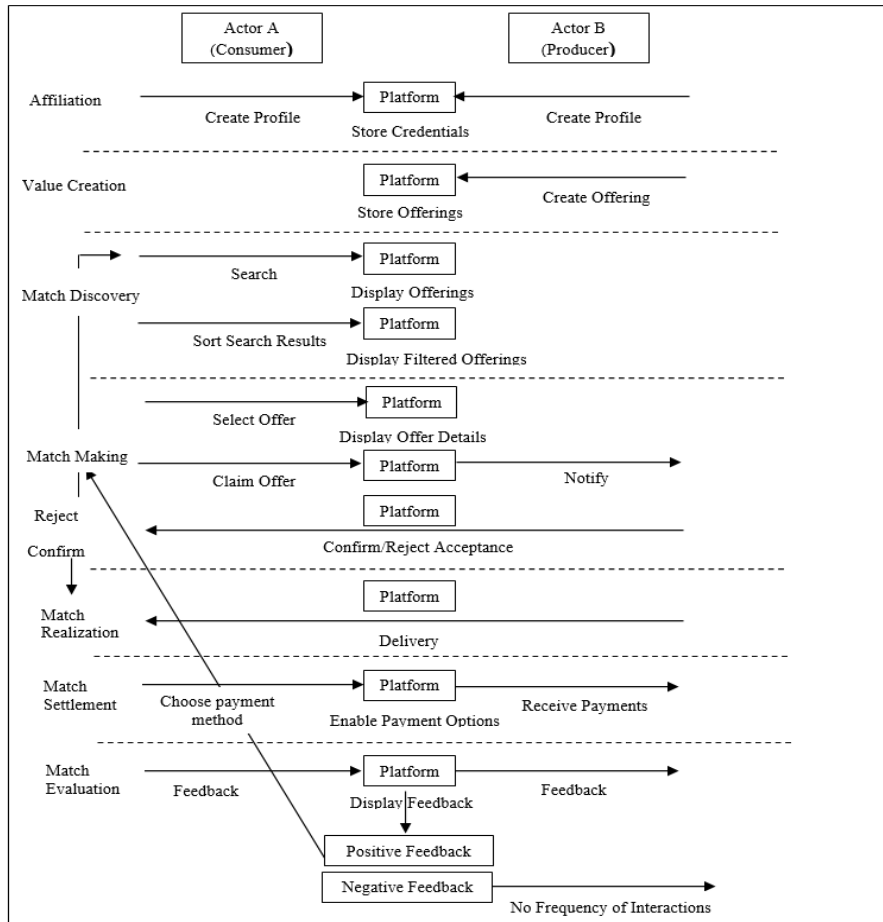 Actor A
(Consumer)
Actor B
(Producer)
Affiliation
Platform
Create Profile
Create Profile
Store Credentials
Value Creation
Platform
Create Offering
Store Offerings
Platform
Search
Match Discovery
Display Offerings
Platform
Sort Search Results
Display Filtered Offerings
Platform
Select Offer
Display Offer Details
Match Making
Platform
Claim Offer
Notify
Reject
Platform
Confirm/Reject Acceptance
Confirm
Platform
Match
Realization
Delivery
Match
Settlement
Platform
Choose payment
method
Enable Payment Options
Receive Payments
Match
Evaluation
Platform
Feedback
Feedback
Display Feedback
Positive Feedback
Negative Feedback
No Frequency of Interactions